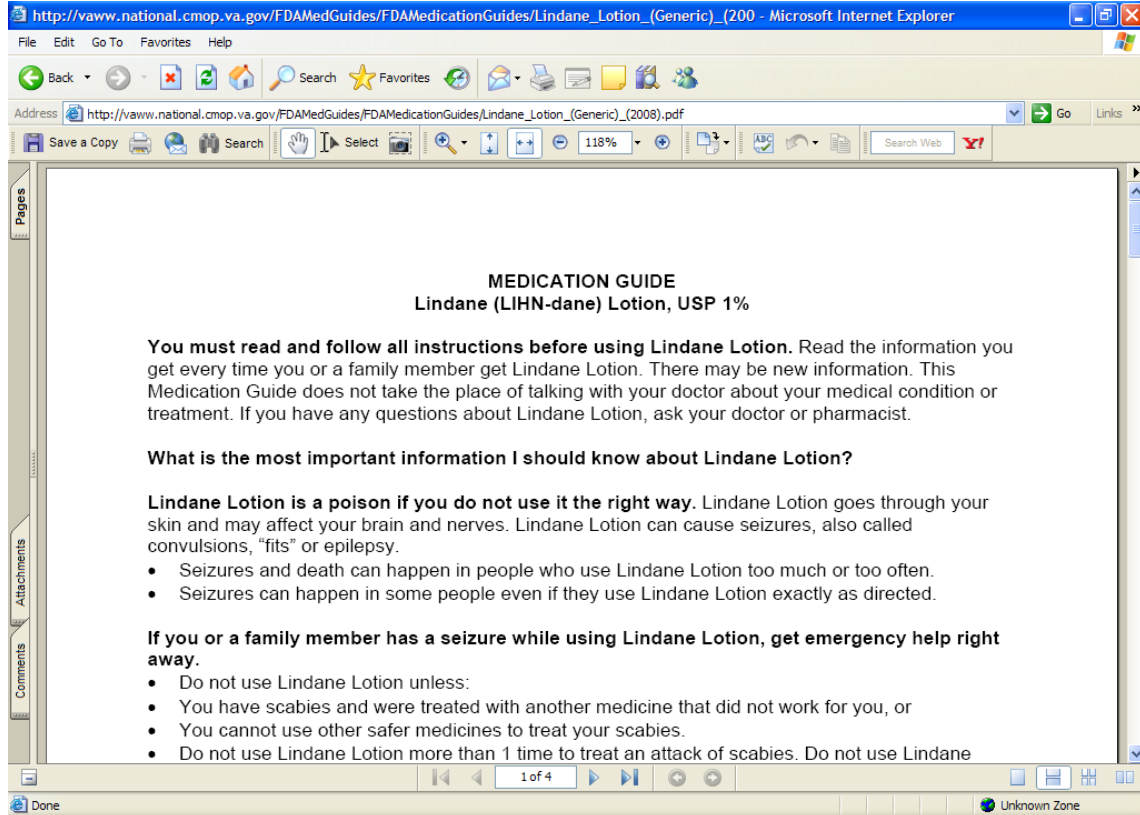 http://vaww.national.cmop.va.gov/FDAMedGuides/FDAMedicationGuides/Lindane_Lotion_(Generic)_(200 - Microsoft Internet Explorer
File Edit Go To Favorites Help
Back Search Favorites
Address http://vaww.national.cmop.va.gov/FDAMedGuides/FDAMedicationGuides/Lindane_Lotion_(Generic)_(2008).pdf Go Links »
Save a Copy Search Select 118% ABC Search Web Y!
Pages
MEDICATION GUIDE
Lindane (LIHN-dane) Lotion, USP 1%
You must read and follow all instructions before using Lindane Lotion. Read the information you
get every time you or a family member get Lindane Lotion. There may be new information. This
Medication Guide does not take the place of talking with your doctor about your medical condition or
treatment. If you have any questions about Lindane Lotion, ask your doctor or pharmacist.
What is the most important information I should know about Lindane Lotion?
Lindane Lotion is a poison if you do not use it the right way. Lindane Lotion goes through your
skin and may affect your brain and nerves. Lindane Lotion can cause seizures, also called
convulsions, “fits” or epilepsy.
• Seizures and death can happen in people who use Lindane Lotion too much or too often.
• Seizures can happen in some people even if they use Lindane Lotion exactly as directed.
Attachments
If you or a family member has a seizure while using Lindane Lotion, get emergency help right
away.
• Do not use Lindane Lotion unless:
• You have scabies and were treated with another medicine that did not work for you, or
• You cannot use other safer medicines to treat your scabies.
• Do not use Lindane Lotion more than 1 time to treat an attack of scabies. Do not use Lindane
Comments
1 of 4
Done Unknown Zone